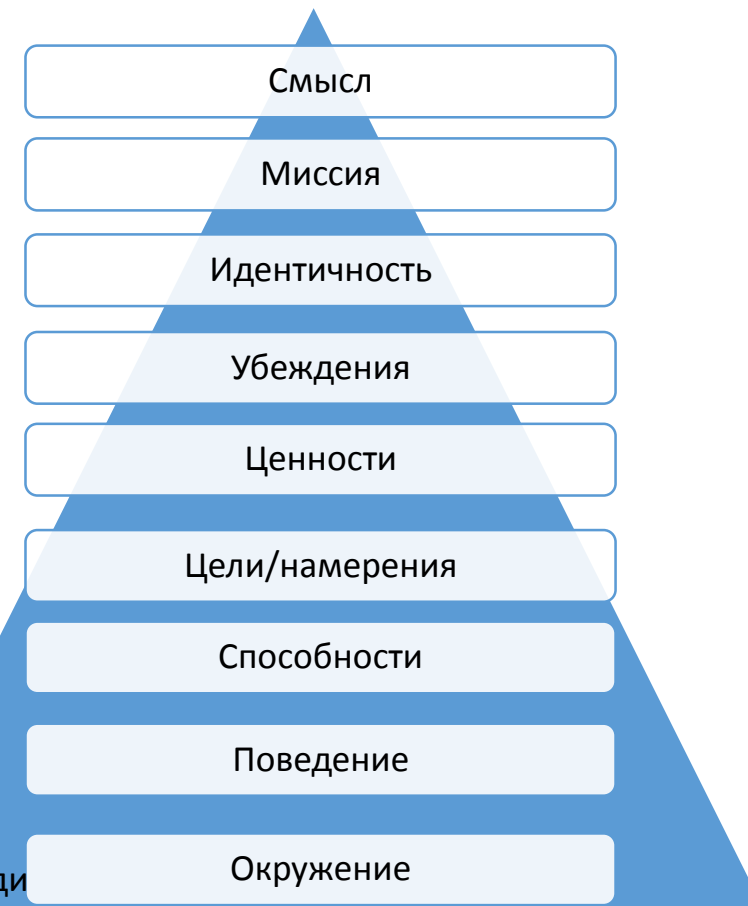 Смысл
Миссия
Идентичность
Убеждения
Ценности
Цели/намерения
Способности
Поведение
Окружение